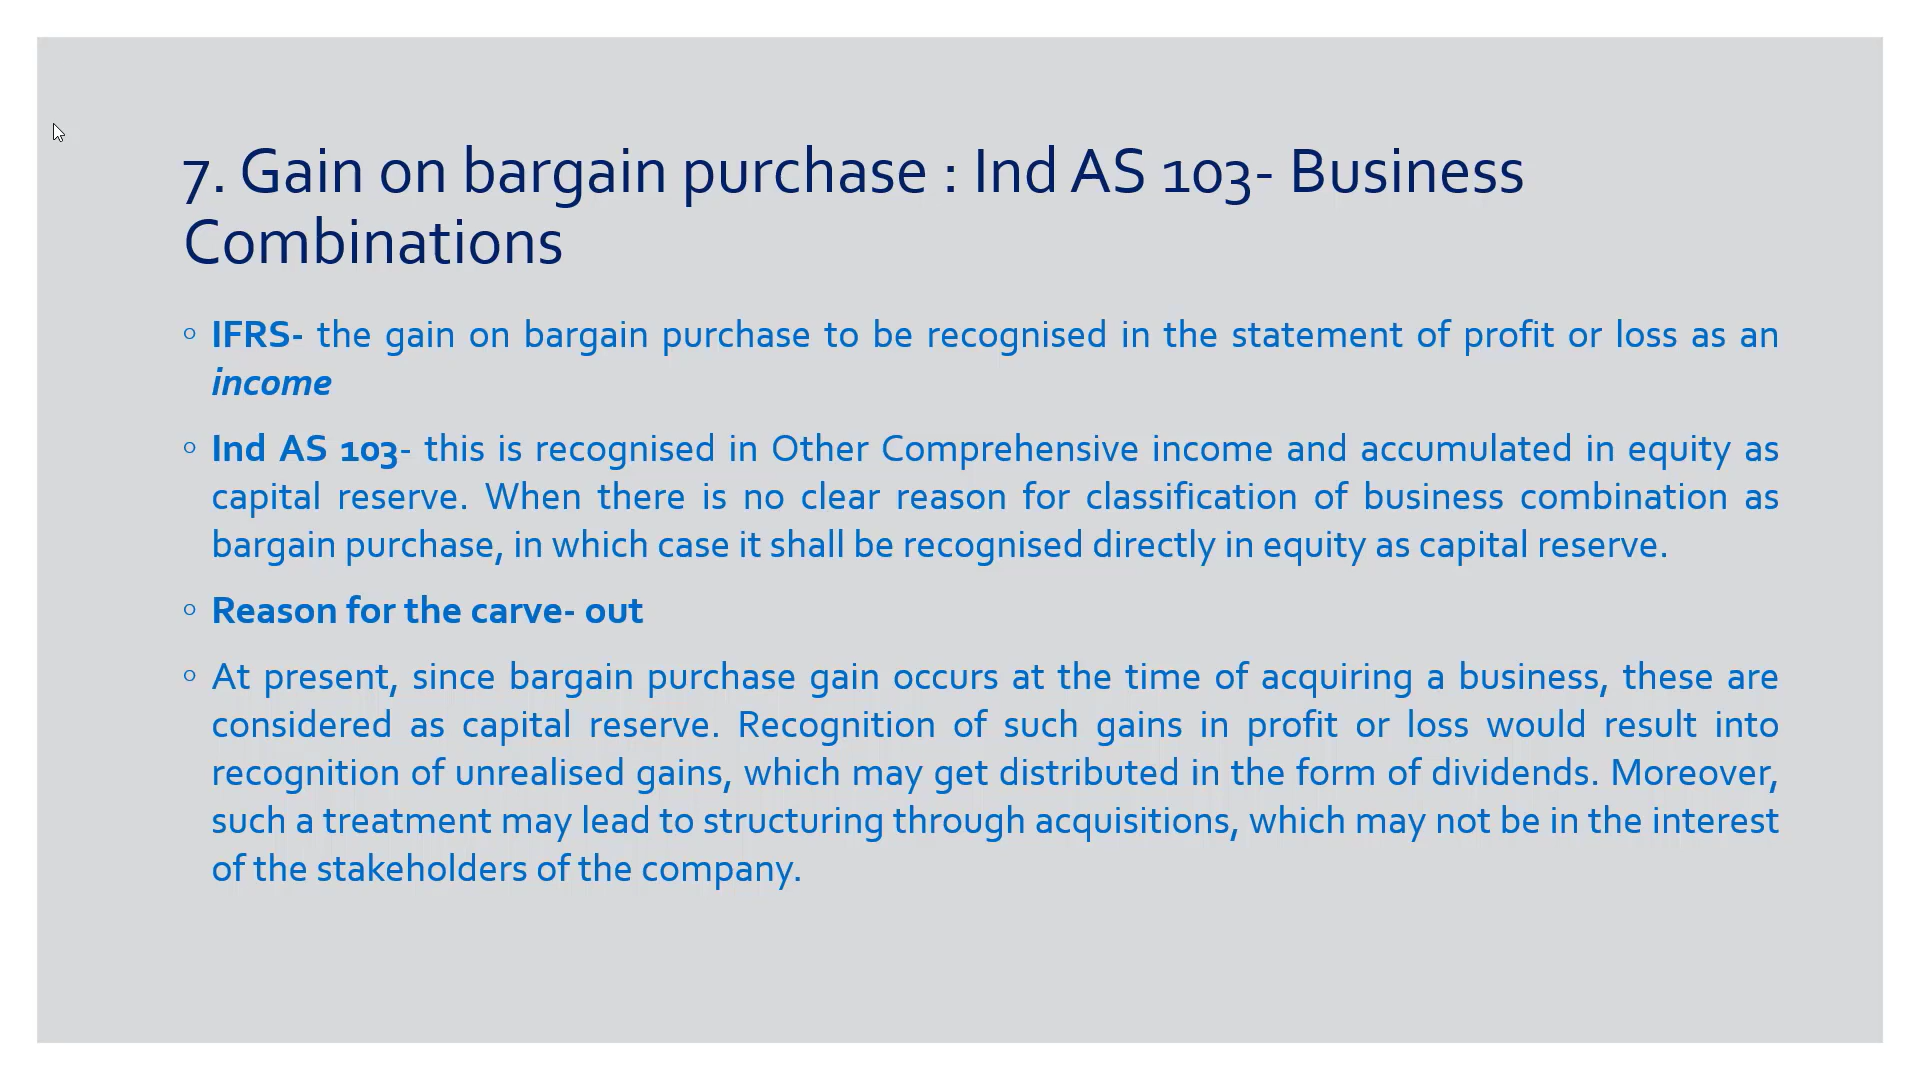 7. Gain on bargain purchase : Ind AS 103- Business
Combinations
IFRS- the gain on bargain purchase to be recognised in the statement of profit or loss as an
income
Ind AS 103- this is recognised in Other Comprehensive income and accumulated in equity as
capital reserve. When there is no clear reason for classification of business combination as
bargain purchase, in which case it shall be recognised directly in equity as capital reserve.
Reason for the carve- out
At present, since bargain purchase gain occurs at the time of acquiring a business, these are
considered as capital reserve. Recognition of such gains in profit or loss would result into
recognition of unrealised gains, which may get distributed in the form of dividends. Moreover,
such a treatment may lead to structuring through acquisitions, which may not be in the interest
of the stakeholders of the company.